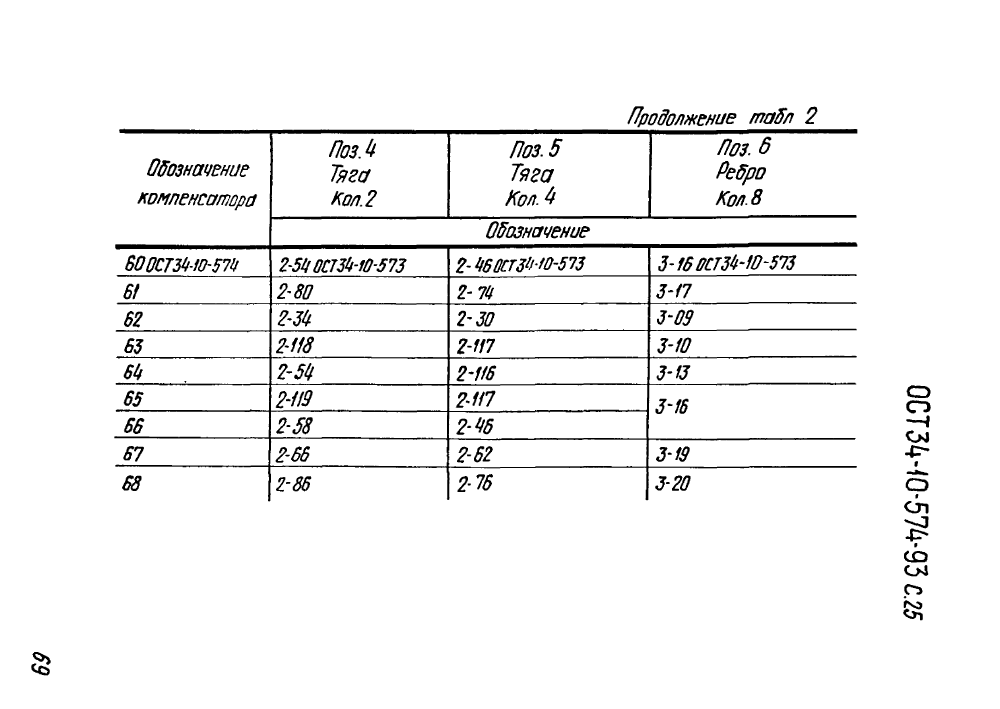 Продолжение табл 2
Обозначение компенсатора
Поз. 4 Тяга Кол. 2
Поз. 5 Тяга Кол. 4
Поз. 6 Ребро Кол. 8
Обозначение
60 ОСТ34-10-574 2-54 ОСТ34-10-573 2-46 ОСТ34-10-573 3-16 ОСТ34-10-573
61 2-80 2-74 3-17
62 2-34 2-30 3-09
63 2-118 2-117 3-10
64 2-54 2-116 3-13
65 2-119 2-117 3-16
66 2-58 2-46
67 2-66 2-62 3-19
68 2-86 2-76 3-20
ОСТ34-10-574-93 с.25
69